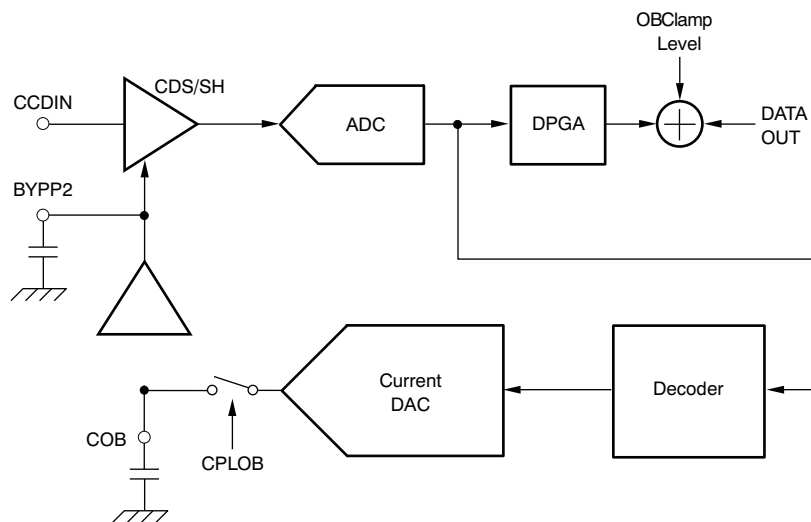 OBClamp
Level
CDS/SH
CCDIN
ADC
DPGA
DATA
OUT
BYPP2
Current
DAC
Decoder
COB
CPLOB